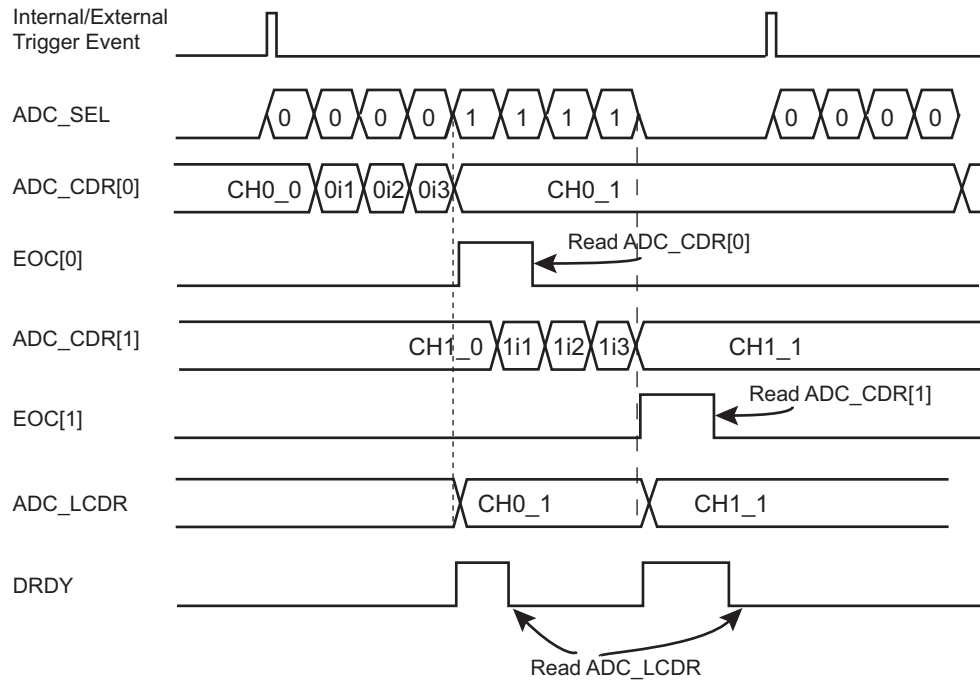 Internal/External
Trigger Event
ADC_SEL
0 0 0 0 1 1 1 1 0 0 0 0
ADC_CDR[0]
CH0_0 0i1 0i2 0i3 CH0_1
EOC[0]
Read ADC_CDR[0]
ADC_CDR[1]
CH1_0 1i1 1i2 1i3 CH1_1
EOC[1]
Read ADC_CDR[1]
ADC_LCDR
CH0_1 CH1_1
DRDY
Read ADC_LCDR